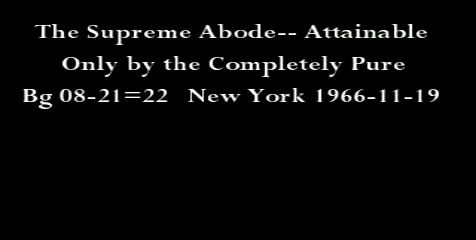 The Supreme Abode-- Attainable
Only by the Completely Pure
Bg 08-21=22 New York 1966-11-19